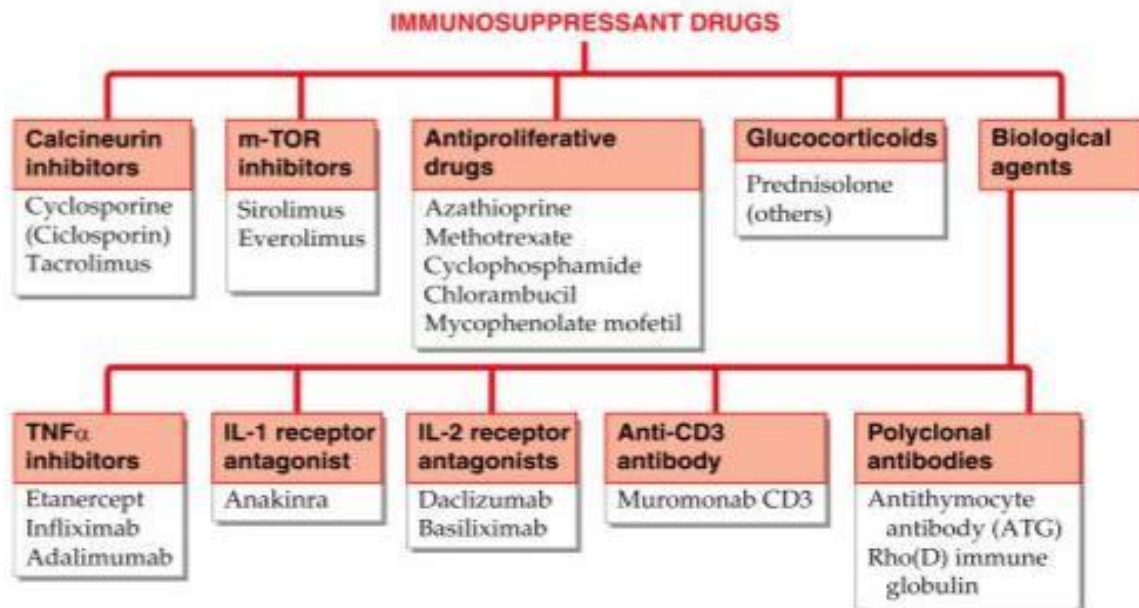 IMMUNOSUPPRESSANT DRUGS
Calcineurin
inhibitors
Cyclosporine
(Ciclosporin)
Tacrolimus
m-TOR
inhibitors
Sirolimus
Everolimus
Antiproliferative
drugs
Azathioprine
Methotrexate
Cyclophosphamide
Chlorambucil
Mycophenolate mofetil
Glucocorticoids
Prednisolone
(others)
Biological
agents
TNFα
inhibitors
Etanercept
Infliximab
Adalimumab
IL-1 receptor
antagonist
Anakinra
IL-2 receptor
antagonists
Daclizumab
Basiliximab
Anti-CD3
antibody
Muromonab CD3
Polyclonal
antibodies
Antithymocyte
antibody (ATG)
Rho(D) immune
globulin